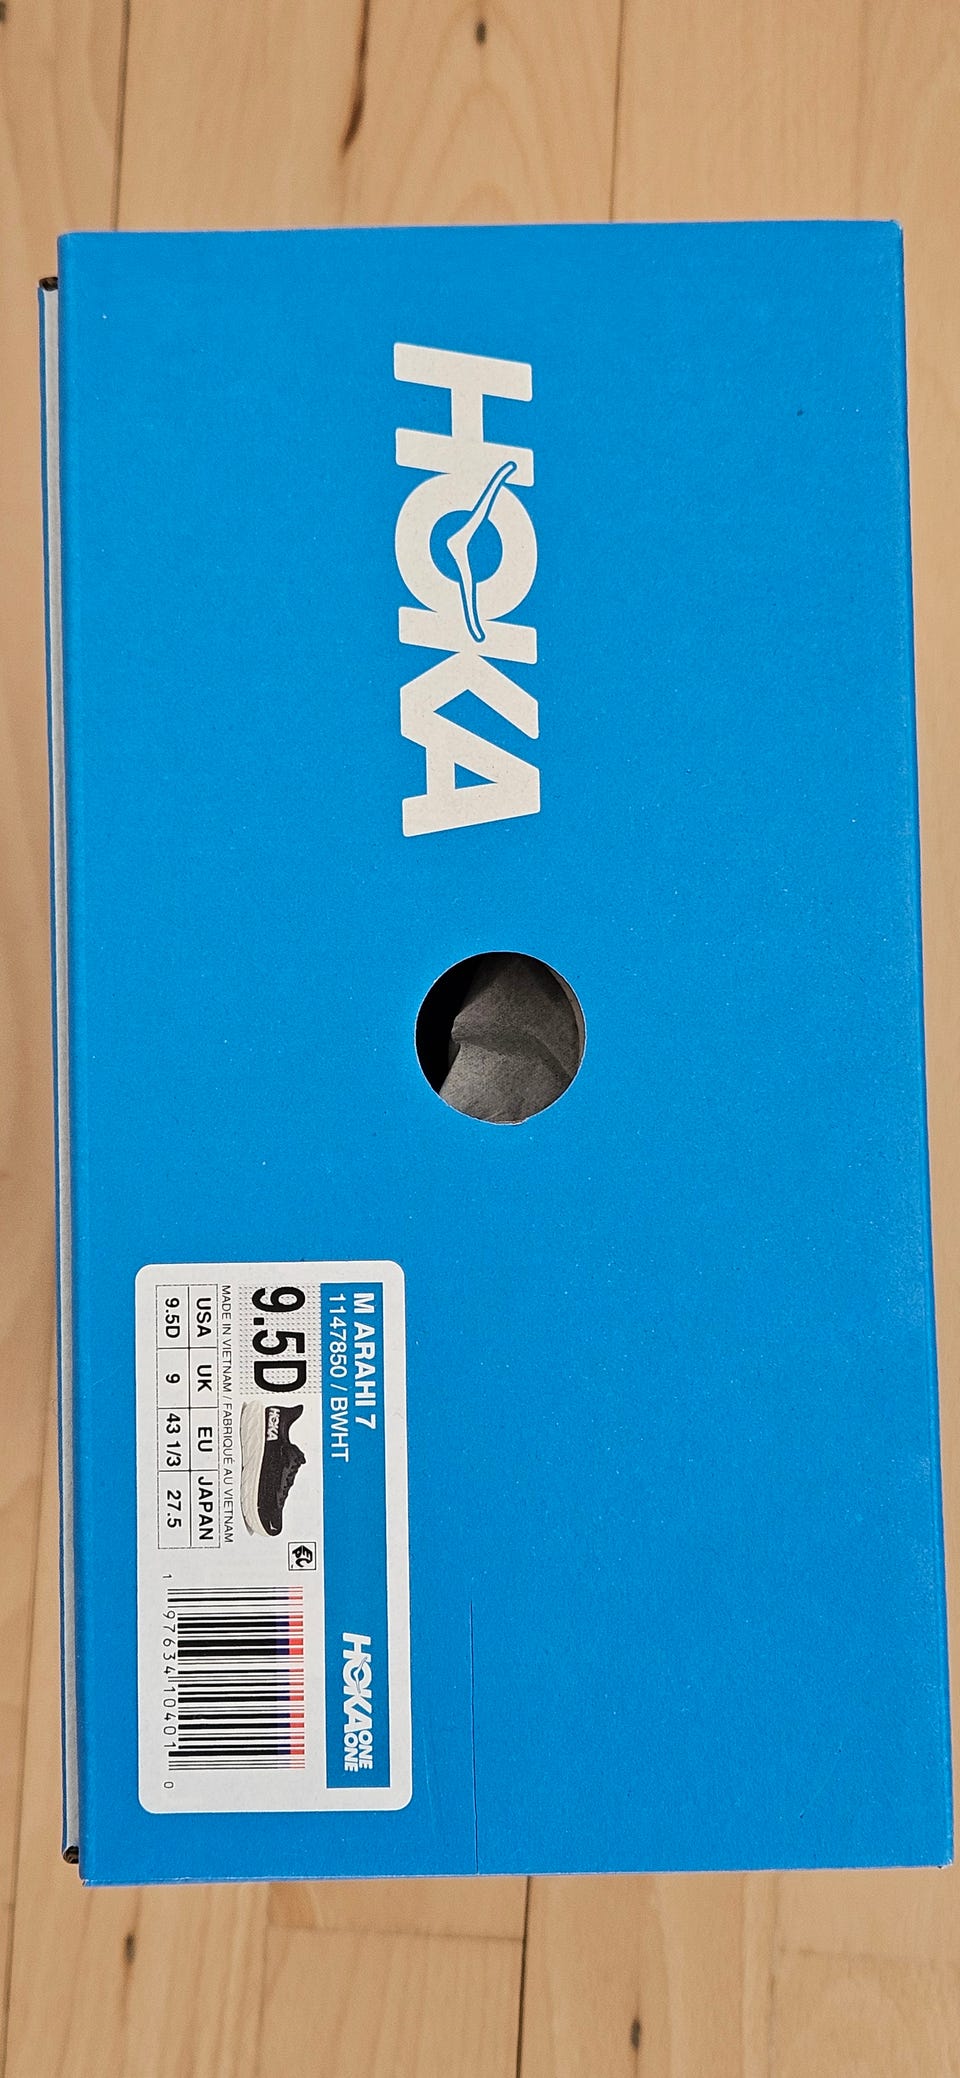 HOKA
M ARAHI 7
1147850 / BWHT
HOKA ONE ONE
9.5D
HOKA
MADE IN VIETNAM / FABRIQUÉ AU VIETNAM
USA UK EU JAPAN
9.5D 9 43 1/3 27.5
1 97634 10401 0